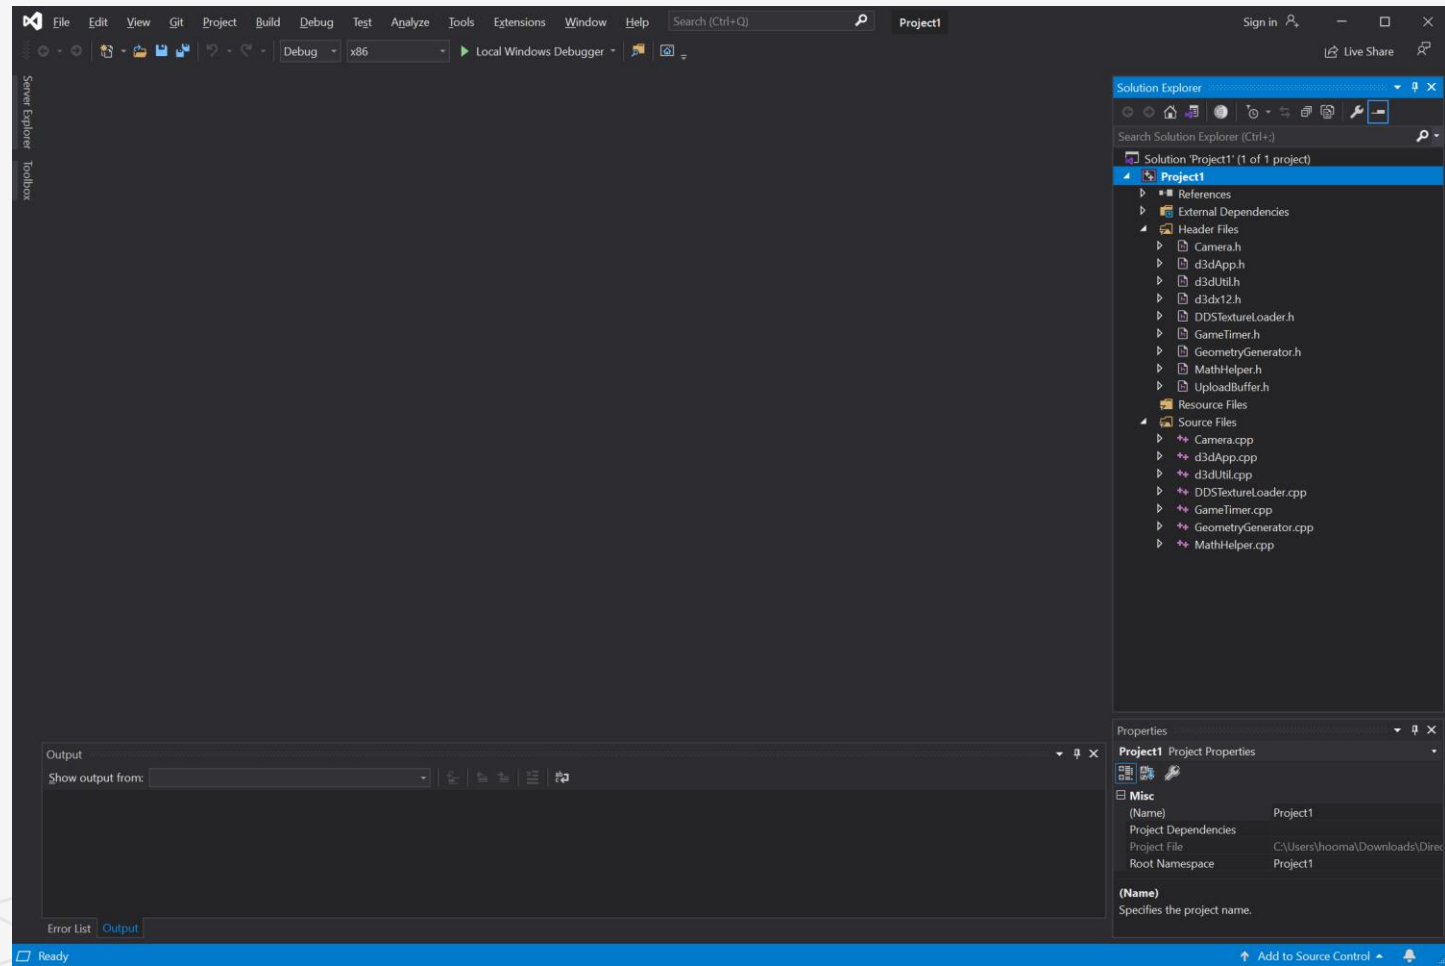 File Edit View Git Project Build Debug Test Analyze Tools Extensions Window Help Search (Ctrl+Q) Project1 Sign in
Debug x86 Local Windows Debugger Live Share
Server Explorer
Toolbox
Solution Explorer
Search Solution Explorer (Ctrl+;)
Solution 'Project1' (1 of 1 project)
Project1
References
External Dependencies
Header Files
Camera.h
d3dApp.h
d3dUtil.h
d3dx12.h
DDSTextureLoader.h
GameTimer.h
GeometryGenerator.h
MathHelper.h
UploadBuffer.h
Resource Files
Source Files
Camera.cpp
d3dApp.cpp
d3dUtil.cpp
DDSTextureLoader.cpp
GameTimer.cpp
GeometryGenerator.cpp
MathHelper.cpp
Output
Show output from:
Error List Output
Properties
Project1 Project Properties
Misc
(Name) Project1
Project Dependencies
Project File C:\Users\hooma\Downloads\Direc
Root Namespace Project1
(Name)
Specifies the project name.
Ready Add to Source Control